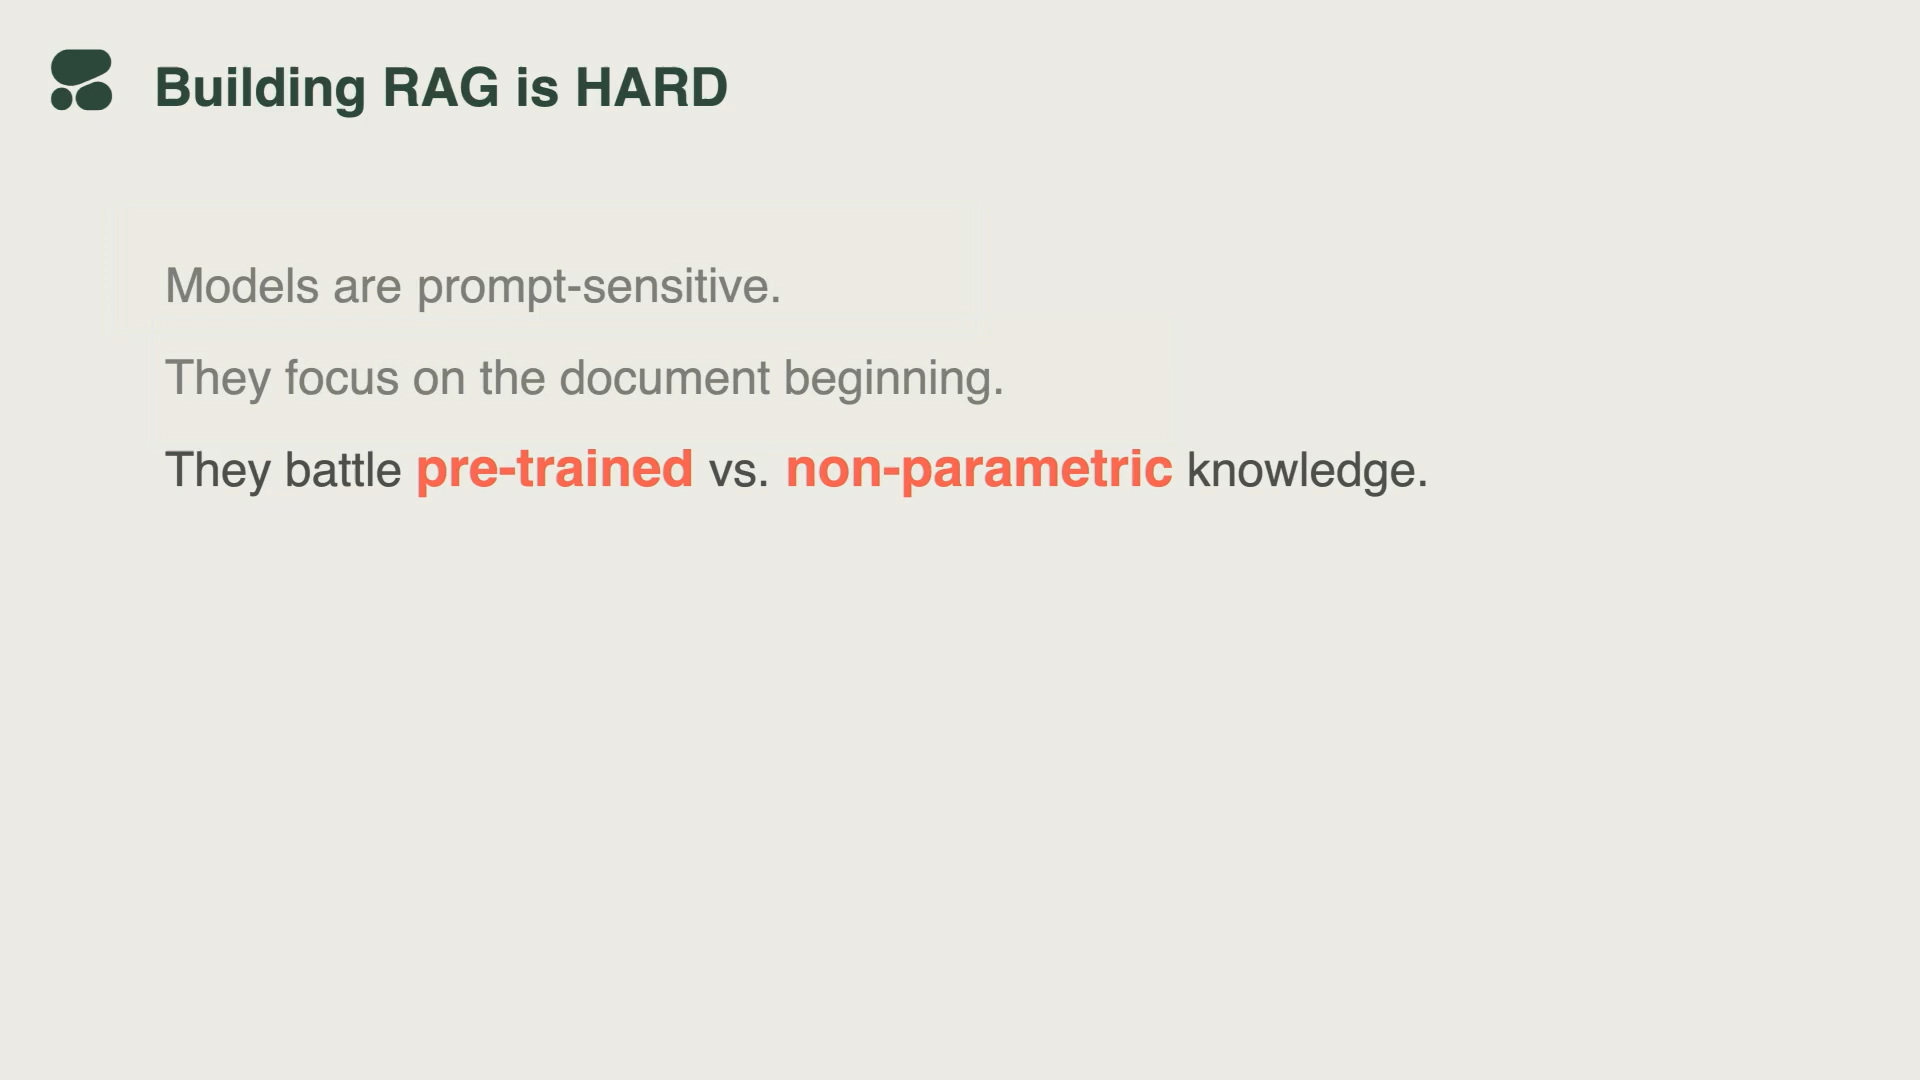 Building RAG is HARD
Models are prompt-sensitive.
They focus on the document beginning.
They battle pre-trained vs. non-parametric knowledge.